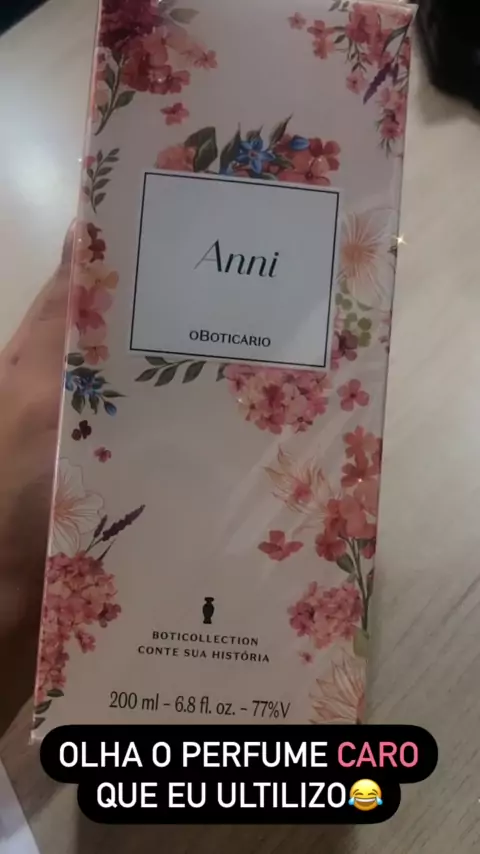 Anni
OBOTICÁRIO
BOTICOLLECTION
CONTE SUA HISTÓRIA
200 ml - 6.8 fl. oz. - 77%V
OLHA O PERFUME CARO
QUE EU ULTILIZO😂